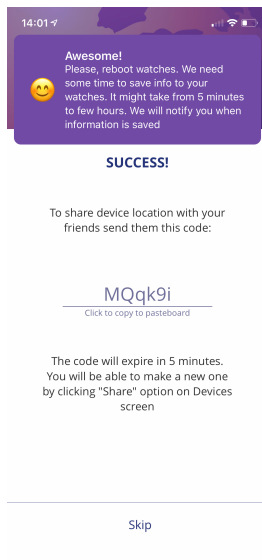 14:01
Awesome!
Please, reboot watches. We need
some time to save info to your
watches. It might take from 5 minutes
to few hours. We will notify you when
information is saved
SUCCESS!
To share device location with your
friends send them this code:
MQqk9i
Click to copy to pasteboard
The code will expire in 5 minutes.
You will be able to make a new one
by clicking "Share" option on Devices
screen
Skip